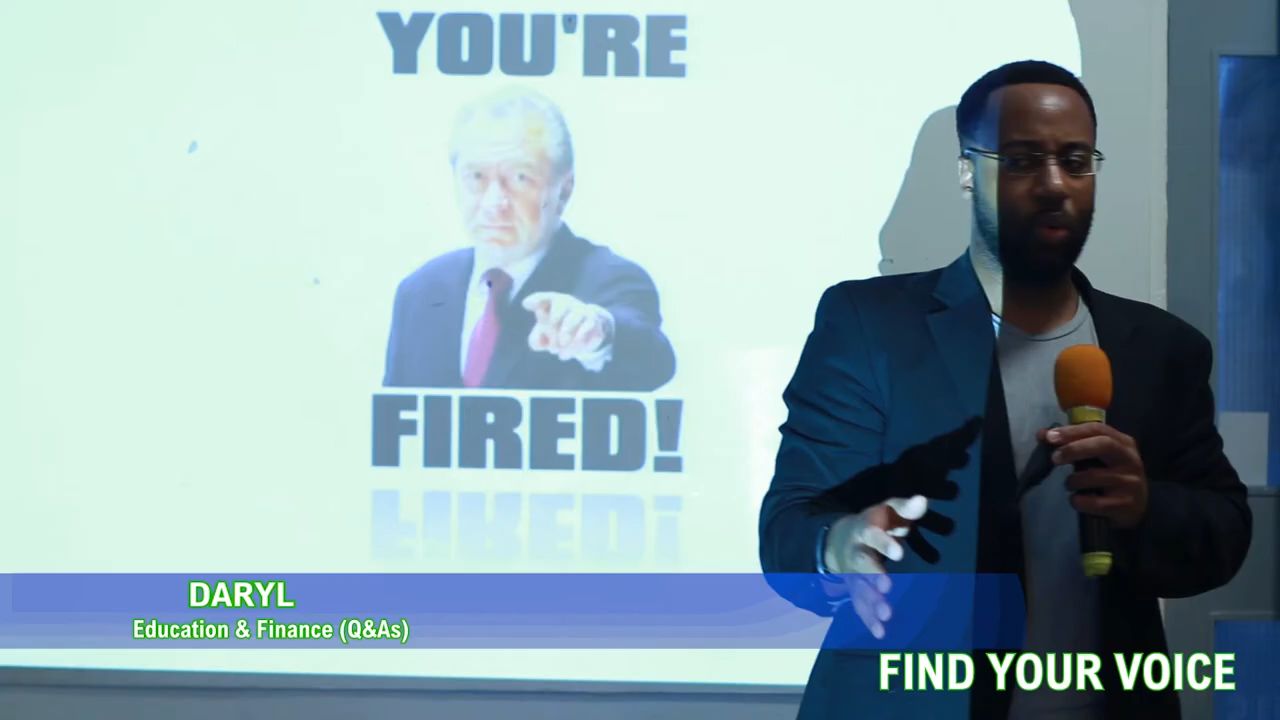 YOU'RE
FIRED!
DARYL
Education & Finance (Q&As)
FIND YOUR VOICE